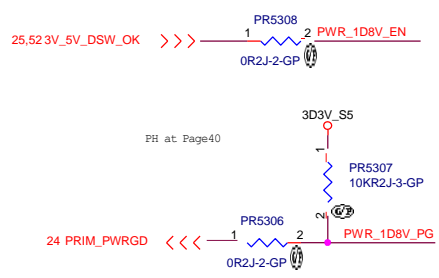 PR5308
25,52 3V_5V_DSW_OK
1
2
PWR_1D8V_EN
0R2J-2-GP
3D3V_S5
PH at Page40
1
PR5307
10KR2J-3-GP
2
PR5306
24 PRIM_PWRGD
1
2
PWR_1D8V_PG
0R2J-2-GP